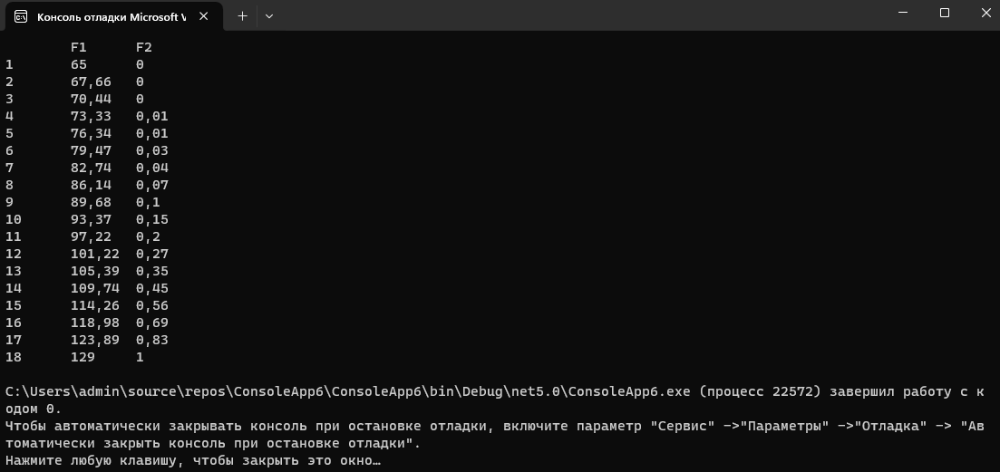 Консоль отладки Microsoft V
F1 F2
1 65 0
2 67,66 0
3 70,44 0
4 73,33 0,01
5 76,34 0,01
6 79,47 0,03
7 82,74 0,04
8 86,14 0,07
9 89,68 0,1
10 93,37 0,15
11 97,22 0,2
12 101,22 0,27
13 105,39 0,35
14 109,74 0,45
15 114,26 0,56
16 118,98 0,69
17 123,89 0,83
18 129 1
C:\Users\admin\source\repos\ConsoleApp6\ConsoleApp6\bin\Debug\net5.0\ConsoleApp6.exe (процесс 22572) завершил работу с к
одом 0.
Чтобы автоматически закрывать консоль при остановке отладки, включите параметр "Сервис" ->"Параметры" ->"Отладка" -> "Ав
томатически закрыть консоль при остановке отладки".
Нажмите любую клавишу, чтобы закрыть это окно…